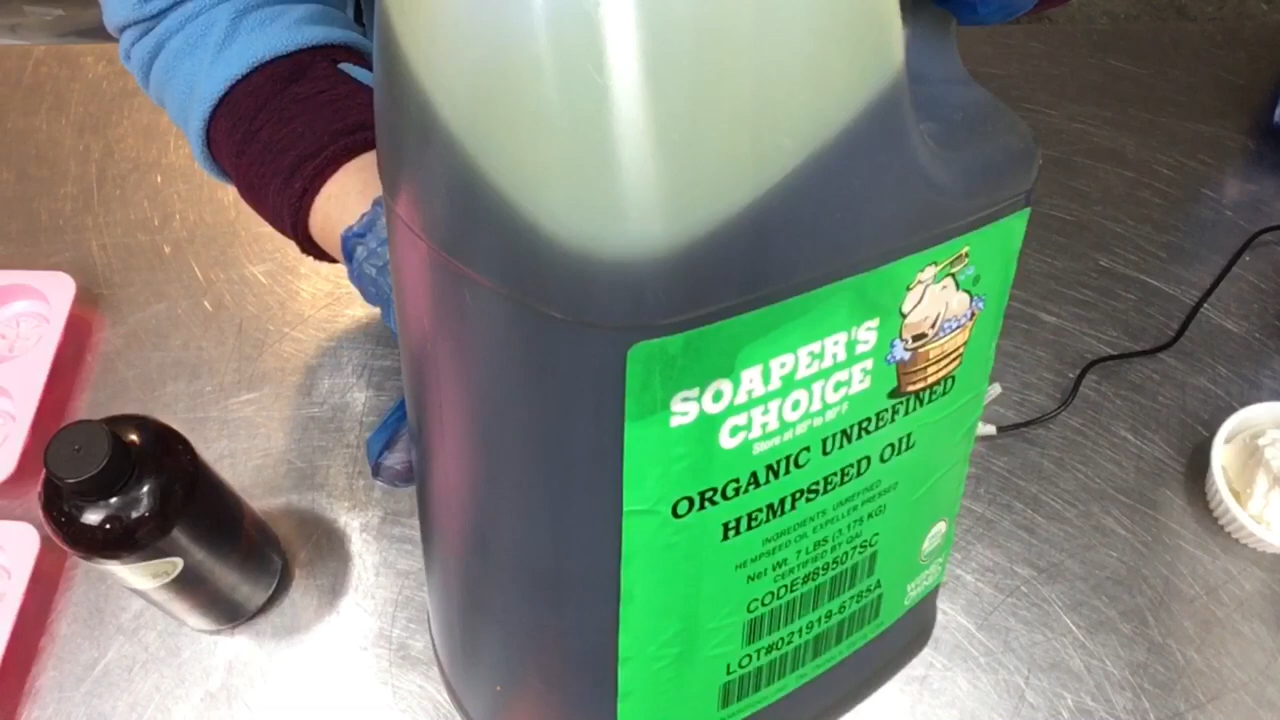 SOAPER'S
CHOICE
Store at 65° to 80° F
ORGANIC UNREFINED
HEMPSEED OIL
INGREDIENTS: UNREFINED
HEMPSEED OIL EXPELLER PRESSED
Net Wt. 7 LBS (3.175 KG)
CERTIFIED BY QAI
CODE#89507SC
LOT#021919-6785A